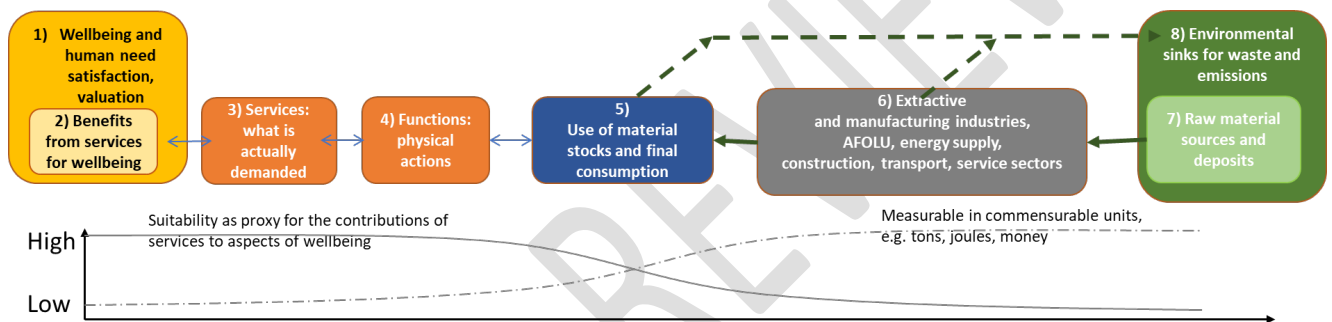 1) Wellbeing and
human need
satisfaction,
valuation
2) Benefits
from services
for wellbeing
3) Services:
what is
actually
demanded
4) Functions:
physical
actions
5)
Use of material
stocks and final
consumption
6) Extractive
and manufacturing industries,
AFOLU, energy supply,
construction, transport, service sectors
8) Environmental
sinks for waste and
emissions
7) Raw material
sources and
deposits
Suitability as proxy for the contributions of
services to aspects of wellbeing
Measurable in commensurable units,
e.g. tons, joules, money
High
Low
REVIE